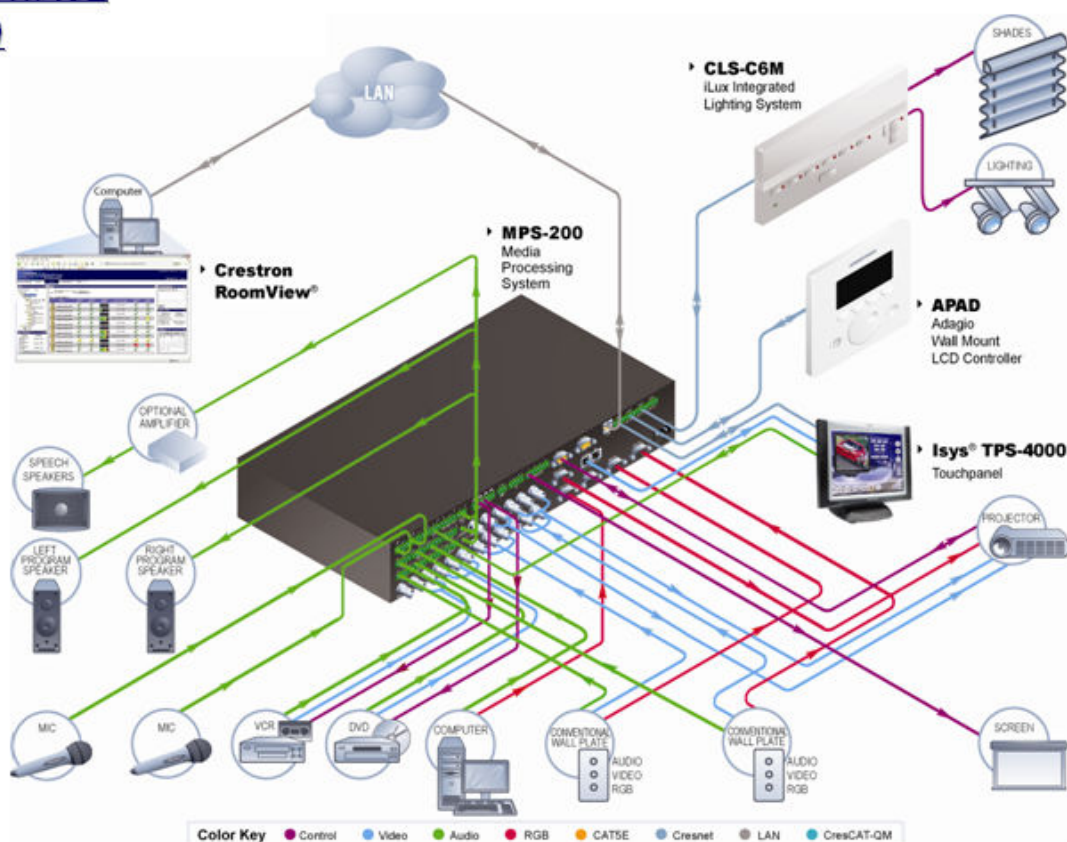 LAN
SHADES
CLS-C6M
iLux Integrated
Lighting System
LIGHTING
Computer
MPS-200
Media
Processing
System
Crestron
RoomView®
APAD
Adagio
Wall Mount
LCD Controller
OPTIONAL
AMPLIFIER
SPEECH
SPEAKERS
Isys® TPS-4000
Touchpanel
PROJECTOR
LEFT
PROGRAM
SPEAKER
RIGHT
PROGRAM
SPEAKER
MIC
MIC
VCR
DVD
COMPUTER
CONVENTIONAL
WALL PLATE
AUDIO
VIDEO
RGB
CONVENTIONAL
WALL PLATE
AUDIO
VIDEO
RGB
SCREEN
Color Key Control Video Audio RGB CAT5E Cresnet LAN CresCAT-QM